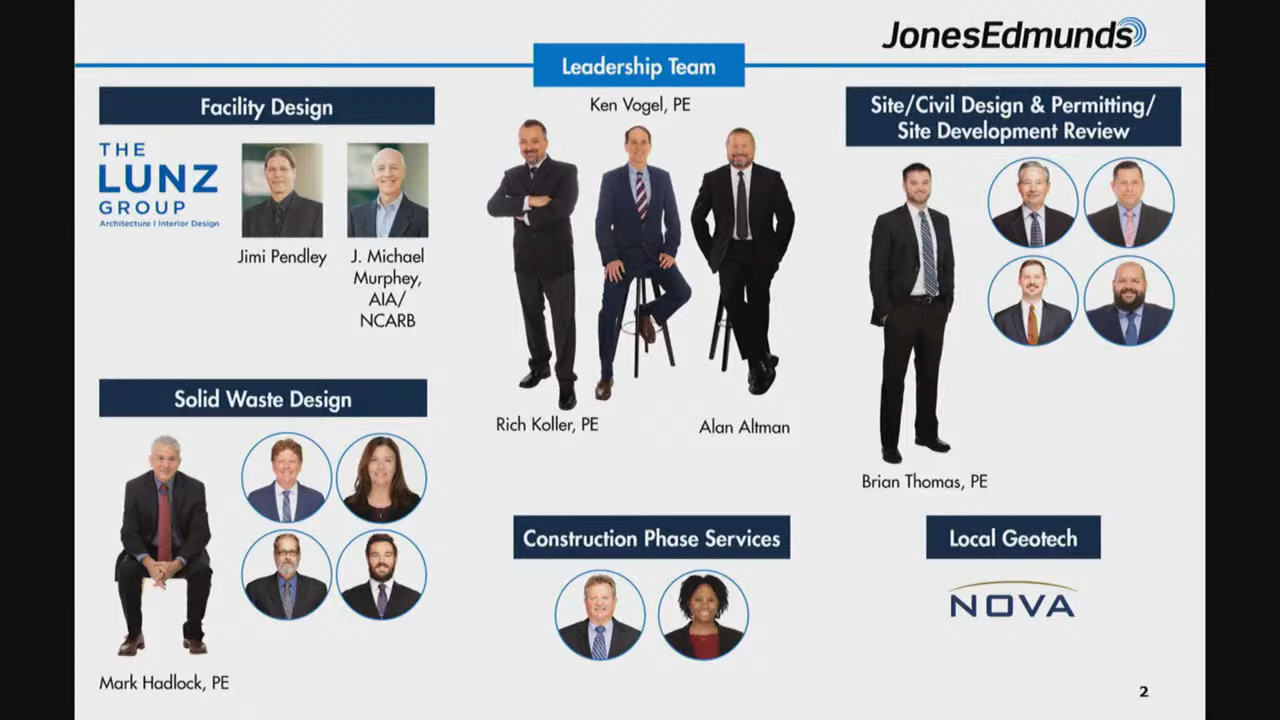 JonesEdmunds
Leadership Team
Ken Vogel, PE
Rich Koller, PE
Alan Altman
Facility Design
THE
LUNZ
GROUP
Architecture | Interior Design
Jimi Pendley
J. Michael
Murphey,
AIA/
NCARB
Site/Civil Design & Permitting/
Site Development Review
Brian Thomas, PE
Solid Waste Design
Mark Hadlock, PE
Construction Phase Services
Local Geotech
NOVA
2